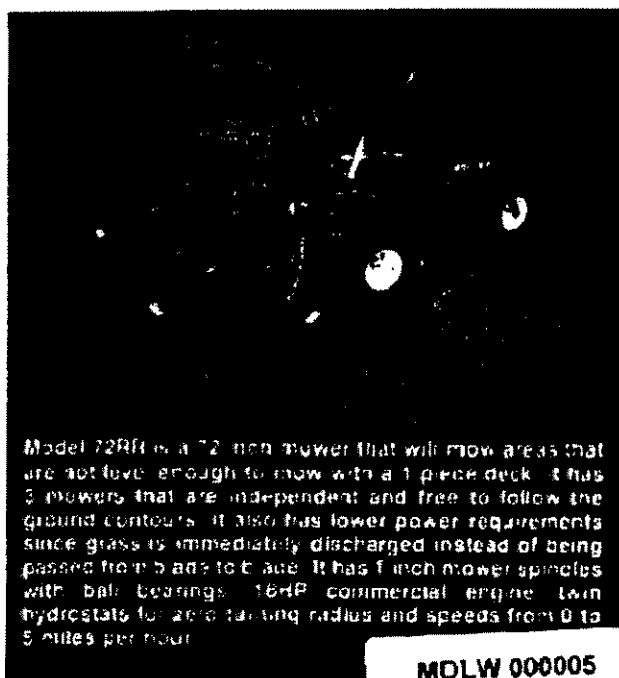 Model 72RR is a 72 inch mower that will mow areas that
are not level enough to mow with a 1 piece deck. It has
3 mowers that are independent and free to follow the
ground contours. It also has lower power requirements
since grass is immediately discharged instead of being
passed from blade to blade. It has 1 inch mower spindles
with ball bearings, 16HP commercial engine, twin
hydrostats for zero turning radius and speeds from 0 to
5 miles per hour
MDLW 000005